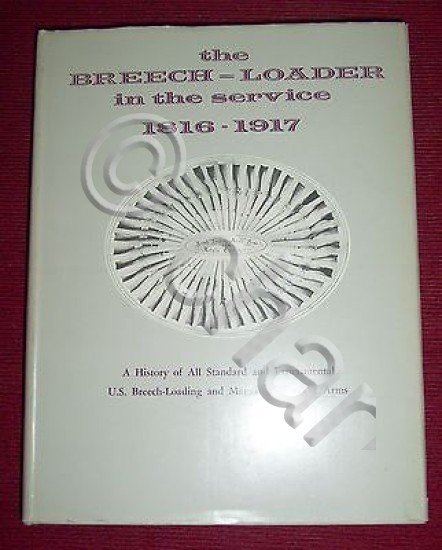 the
BREECH-LOADER
in the service
1816-1917
A History of All Standard and
U.S. Breech-Loading and Arms
©